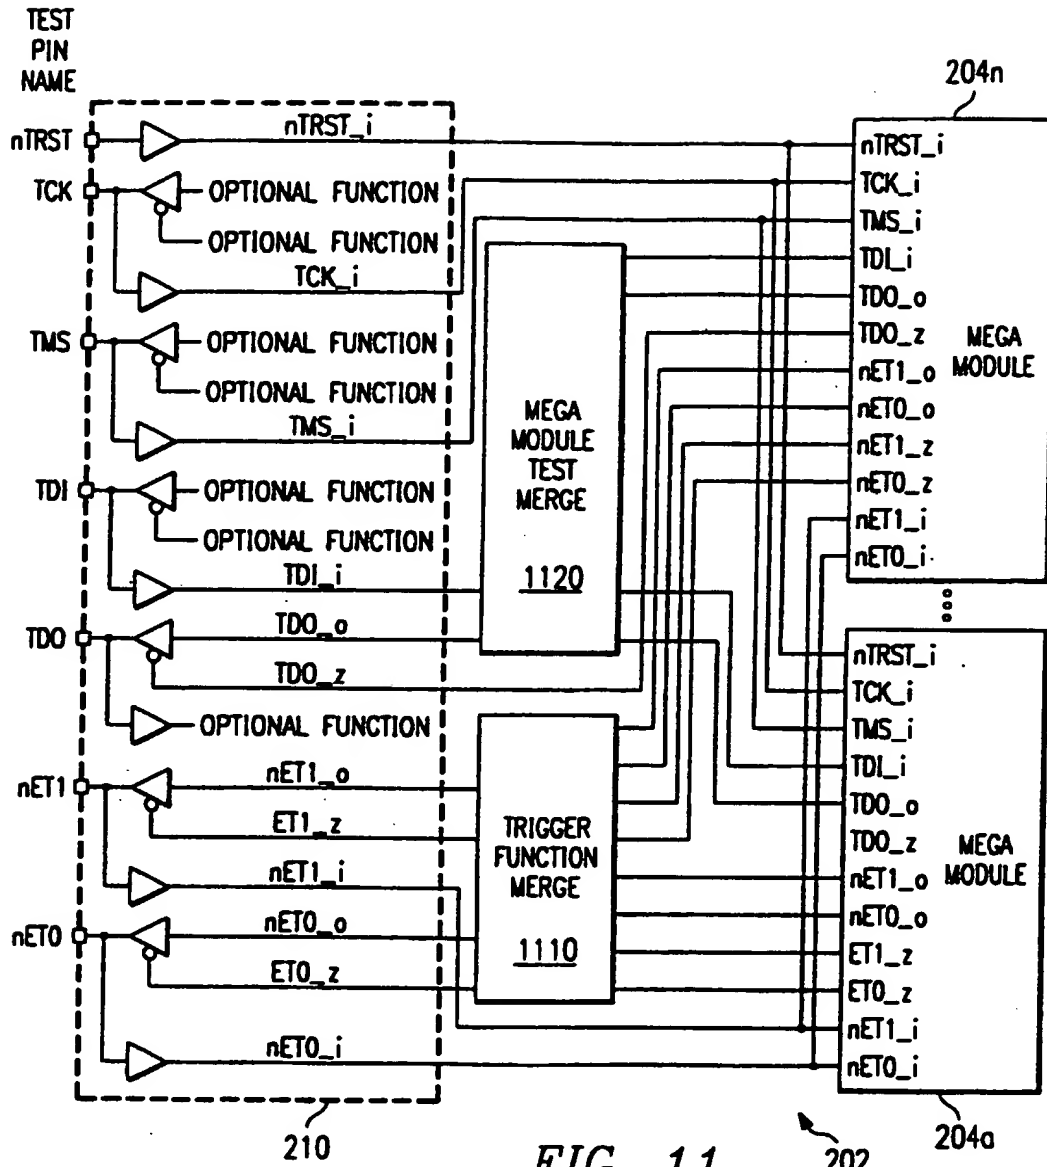 TEST
PIN
NAME
nTRST
nTRST_i
TCK
OPTIONAL FUNCTION
OPTIONAL FUNCTION
TCK_i
TMS
OPTIONAL FUNCTION
OPTIONAL FUNCTION
TMS_i
TDI
OPTIONAL FUNCTION
OPTIONAL FUNCTION
TDI_i
TDO
TDO_o
TDO_z
OPTIONAL FUNCTION
nET1
nET1_o
ET1_z
nET1_i
nET0
nET0_o
ET0_z
nET0_i
210
MEGA
MODULE
TEST
MERGE
1120
TRIGGER
FUNCTION
MERGE
1110
204n
nTRST_i
TCK_i
TMS_i
TDI_i
TDO_o
TDO_z
nET1_o
nET0_o
nET1_z
nET0_z
nET1_i
nET0_i
MEGA
MODULE
nTRST_i
TCK_i
TMS_i
TDI_i
TDO_o
TDO_z
nET1_o
nET0_o
ET1_z
ET0_z
nET1_i
nET0_i
MEGA
MODULE
204a
202
FIG. 11